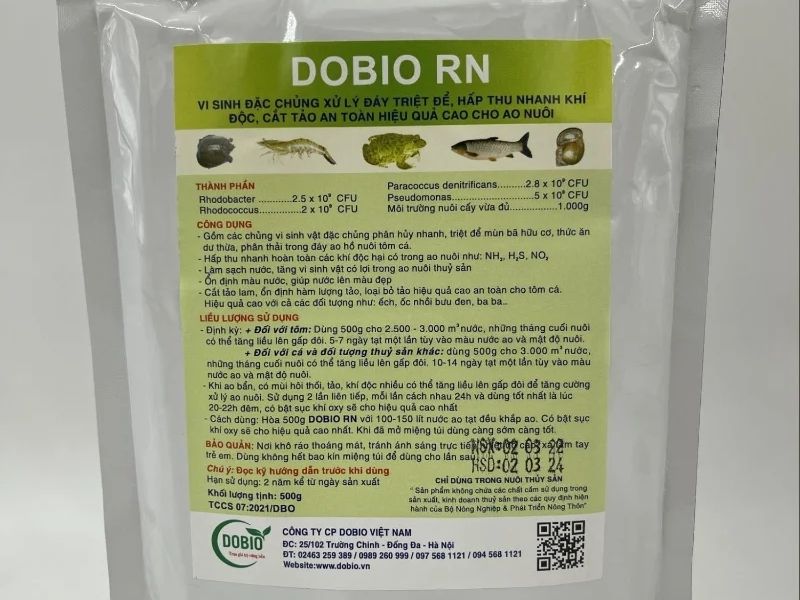 DOBIO RN
VI SINH ĐẶC CHỦNG XỬ LÝ ĐÁY TRIỆT ĐỂ, HẤP THU NHANH KHÍ
ĐỘC, CẮT TẢO AN TOÀN HIỆU QUẢ CAO CHO AO NUÔI
THÀNH PHẦN
Rhodobacter ...........2.5 x 10⁹ CFU
Rhodococcus..............2 x 10⁹ CFU
Paracoccus denitrificans..........2.8 x 10⁹ CFU
Pseudomonas..............................5 x 10⁹ CFU
Môi trường nuôi cấy vừa đủ...............1.000g
CÔNG DỤNG
- Gồm các chủng vi sinh vật đặc chủng phân hủy nhanh, triệt để mùn bã hữu cơ, thức ăn
dư thừa, phân thải trong đáy ao hồ nuôi tôm cá.
- Hấp thu nhanh hoàn toàn các khí độc hại có trong ao nuôi như: NH₃, H₂S, NO₂
- Làm sạch nước, tăng vi sinh vật có lợi trong ao nuôi thuỷ sản
- Ổn định màu nước, giúp nước lên màu đẹp
- Cắt tảo lam, ổn định hàm lượng tảo, loại bỏ tảo hiệu quả cao an toàn cho tôm cá.
Hiệu quả cao với cả các đối tượng như: ếch, ốc nhồi bươu đen, ba ba...
LIỀU LƯỢNG SỬ DỤNG
- Định kỳ: + Đối với tôm: Dùng 500g cho 2.500 - 3.000 m³ nước, những tháng cuối nuôi
có thể tăng liều lên gấp đôi. 5-7 ngày tạt một lần tùy vào màu nước ao và mật độ nuôi.
+ Đối với cá và đối tượng thuỷ sản khác: dùng 500g cho 3.000 m³ nước,
những tháng cuối nuôi có thể tăng liều lên gấp đôi. 10-14 ngày tạt một lần tùy vào màu
nước ao và mật độ nuôi.
- Khi ao bẩn, có mùi hôi thối, tảo, khí độc nhiều có thể tăng liều lên gấp đôi để tăng cường
xử lý ao nuôi. Sử dụng 2 lần liên tiếp, mỗi lần cách nhau 24h và dùng tốt nhất là lúc
20-22h đêm, có bật sục khí oxy sẽ cho hiệu quả cao nhất
- Cách dùng: Hòa 500g DOBIO RN với 100-150 lít nước ao tạt đều khắp ao. Có bật sục
khí oxy sẽ cho hiệu quả cao nhất. Khi đã mở miệng túi dùng càng sớm càng tốt.
BẢO QUẢN: Nơi khô ráo thoáng mát, tránh ánh sáng trực tiếp tay
trẻ em. Dùng không hết bao kín miệng túi để dùng cho lần sau
NSX:02 03 22
HSD:02 03 24
Chú ý: Đọc kỹ hướng dẫn trước khi dùng
Hạn sử dụng: 2 năm kể từ ngày sản xuất
Khối lượng tịnh: 500g
TCCS 07:2021/DBO
CHỈ DÙNG TRONG NUÔI THỦY SẢN
" Sản phẩm không chứa các chất cấm sử dụng trong
sản xuất, kinh doanh thuỷ sản theo các quy định hiện
hành của Bộ Nông Nghiệp & Phát Triển Nông Thôn"
DOBIO
CÔNG TY CP DOBIO VIỆT NAM
ĐC: 25/102 Trường Chinh - Đống Đa - Hà Nội
ĐT: 02463 259 389 / 0989 260 999 / 097 568 1121 / 094 568 1121
Website:www.dobio.vn